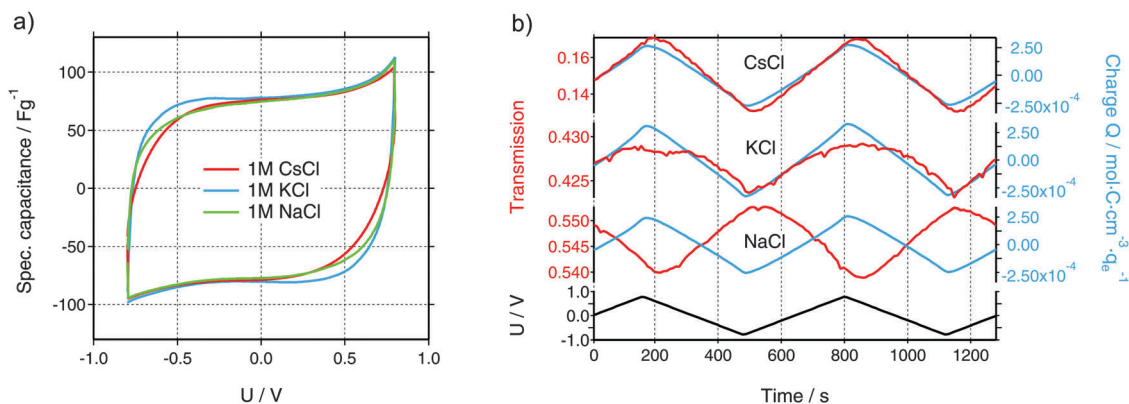 a)
Spec. capacitance / Fg⁻¹
100
50
0
-50
-100
1M CsCl
1M KCl
1M NaCl
-1.0 -0.5 0.0 0.5 1.0
U / V
b)
Transmission
0.16
0.14
CsCl
2.50
0.00
-2.50x10⁻⁴
0.430
0.425
KCl
2.50
0.00
-2.50x10⁻⁴
0.550
0.545
0.540
NaCl
2.50
0.00
-2.50x10⁻⁴
Charge Q / mol·C·cm⁻³·qₑ⁻¹
U / V
1.0
0.0
-1.0
0 200 400 600 800 1000 1200
Time / s